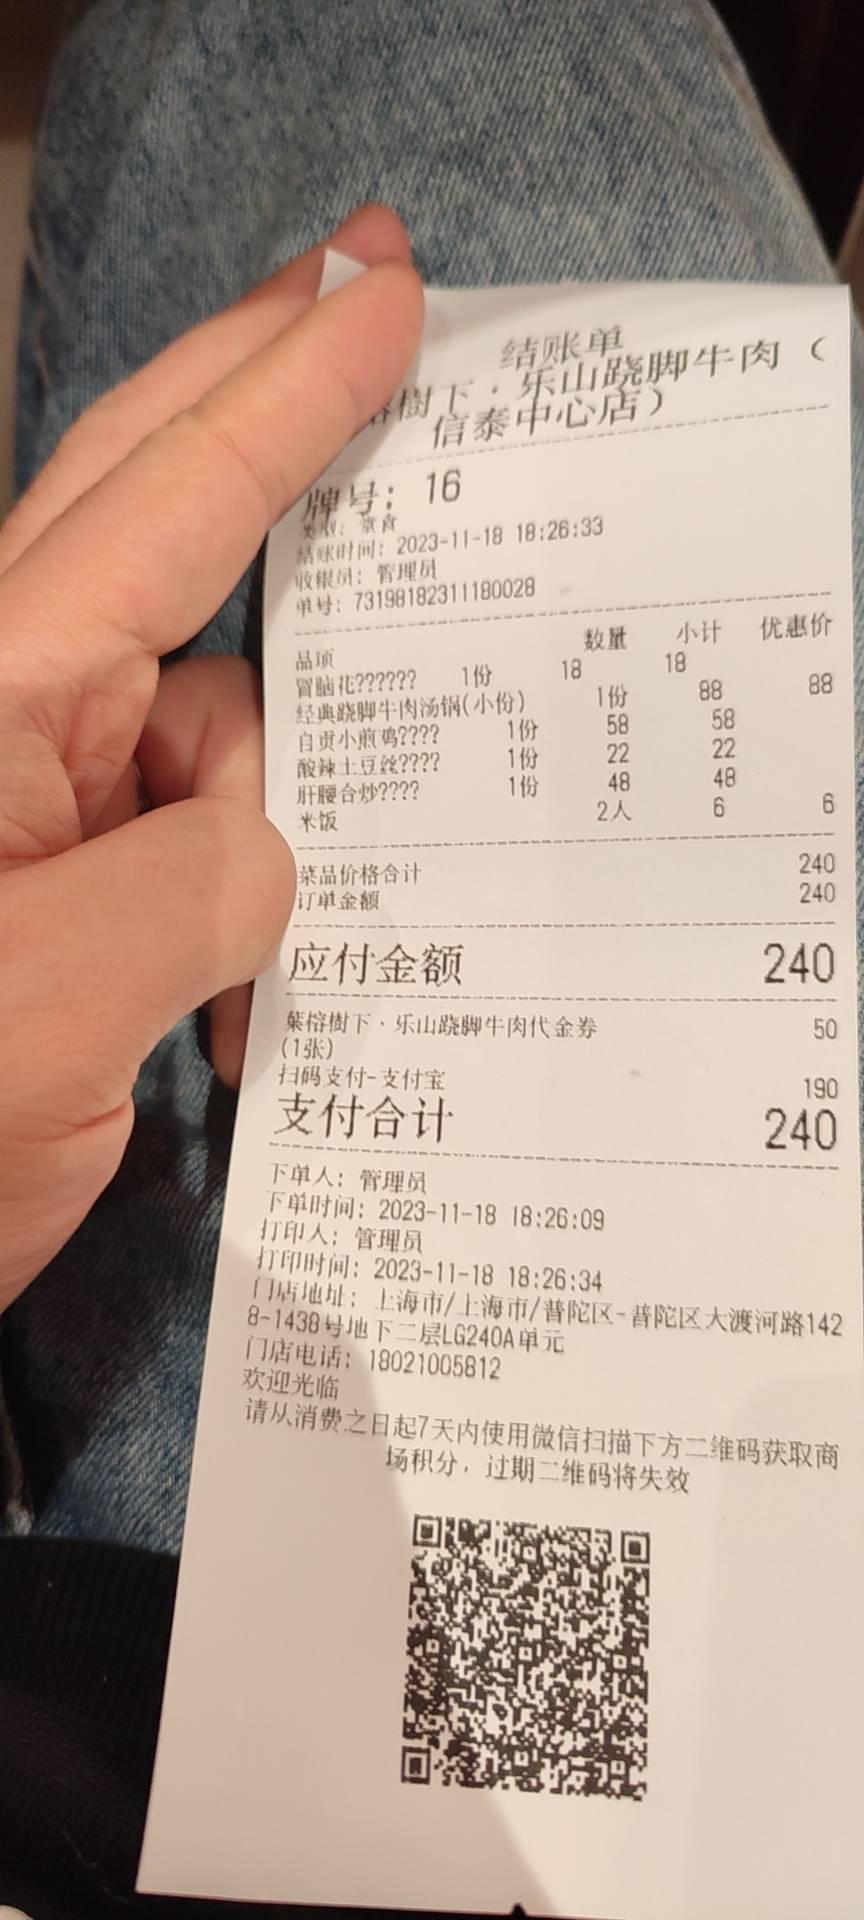 结账单
榕樹下·乐山跷脚牛肉（
信泰中心店）
牌号: 16
类型: 堂食
结账时间: 2023-11-18 18:26:33
收银员: 管理员
单号: 73198182311180028
品项 数量 小计 优惠价
冒脑花?????? 1份 18 18
经典跷脚牛肉汤锅(小份) 1份 88 88
自贡小煎鸡???? 1份 58 58
酸辣土豆丝???? 1份 22 22
肝腰合炒???? 1份 48 48
米饭 2人 6 6
菜品价格合计 240
订单金额 240
应付金额 240
葉榕樹下·乐山跷脚牛肉代金券 50
(1张)
扫码支付-支付宝 190
支付合计 240
下单人: 管理员
下单时间: 2023-11-18 18:26:09
打印人: 管理员
打印时间: 2023-11-18 18:26:34
门店地址: 上海市/上海市/普陀区-普陀区大渡河路142
8-1438号地下二层LG240A单元
门店电话: 18021005812
欢迎光临
请从消费之日起7天内使用微信扫描下方二维码获取商
场积分，过期二维码将失效